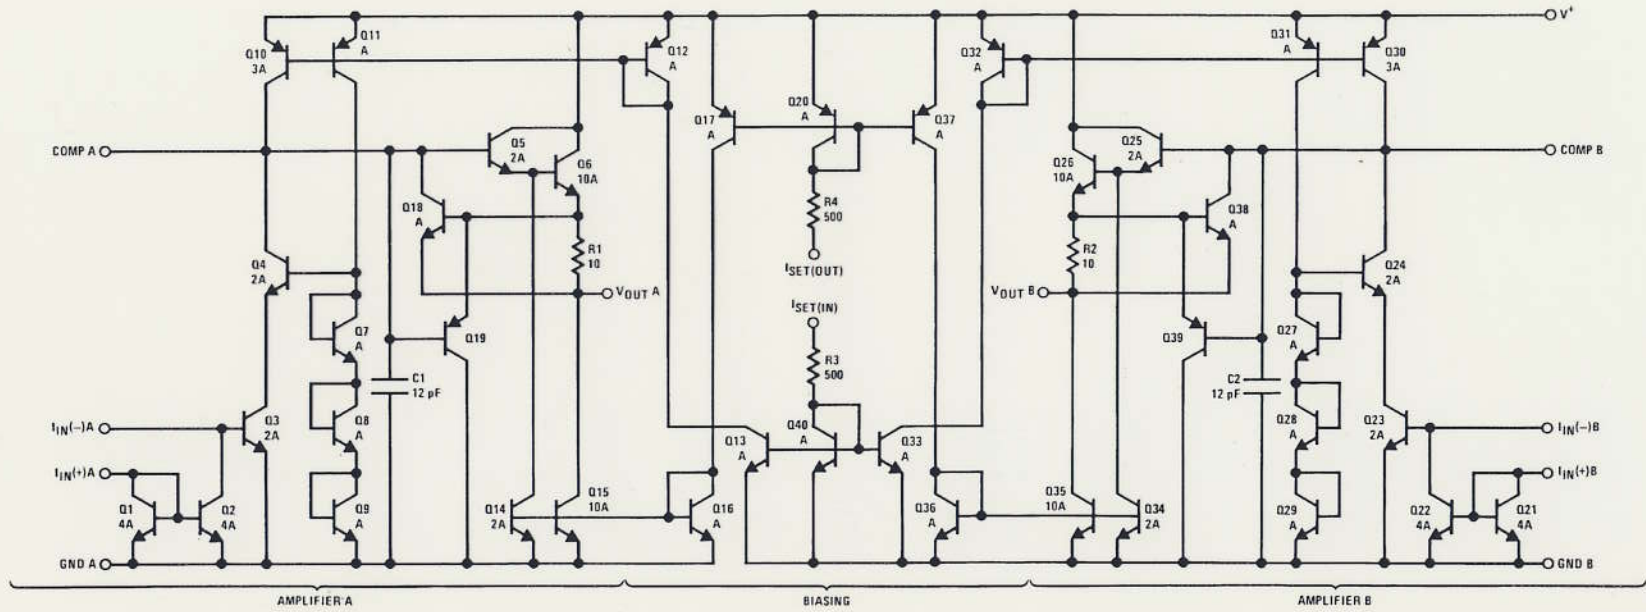 V+
Q10
3A
Q11
A
Q12
A
Q32
A
Q31
A
Q30
3A
Q17
A
Q20
A
Q37
A
COMP A
Q5
2A
Q6
10A
Q26
10A
Q25
2A
COMP B
Q18
A
R4
500
Q38
A
R1
10
R2
10
Q4
2A
ISET(OUT)
Q24
2A
VOUT A
VOUT B
ISET(IN)
Q7
A
Q19
Q39
Q27
A
R3
500
C1
12 pF
C2
12 pF
IIN(-)A
Q3
2A
Q8
A
Q13
A
Q40
A
Q33
A
Q28
A
Q23
2A
IIN(-)B
IIN(+)A
IIN(+)B
Q1
4A
Q2
4A
Q9
A
Q14
2A
Q15
10A
Q16
A
Q36
A
Q35
10A
Q34
2A
Q29
A
Q22
4A
Q21
4A
GND A
GND B
AMPLIFIER A
BIASING
AMPLIFIER B